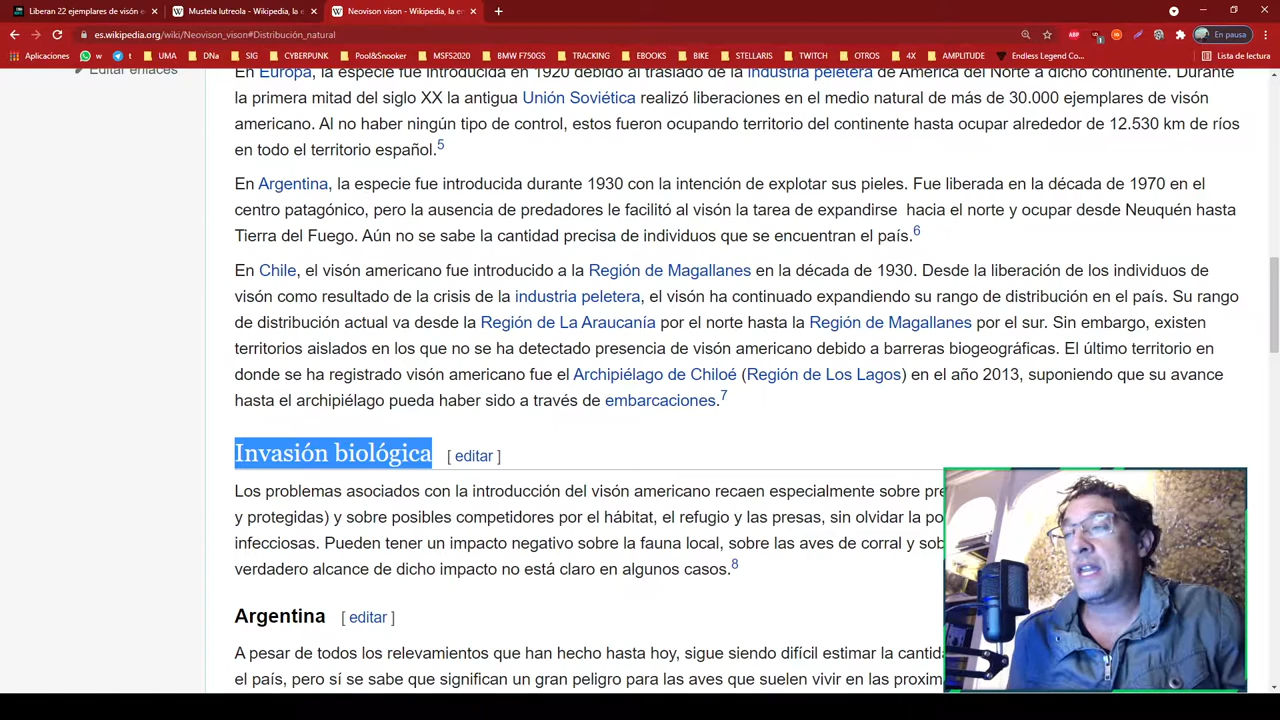 Liberan 22 ejemplares de visón e
Mustela lutreola - Wikipedia, la e
Neovison vison - Wikipedia, la en
es.wikipedia.org/wiki/Neovison_vison#Distribución_natural
En pausa
Aplicaciones
w
t
UMA
DNa
SIG
CYBERPUNK
Pool&Snooker
MSFS2020
BMW F750GS
TRACKING
EBOOKS
BIKE
STELLARIS
TWITCH
OTROS
4X
AMPLITUDE
Endless Legend Co...
Lista de lectura
Editar enlaces
En Europa, la especie fue introducida en 1920 debido al traslado de la industria peletera de América del Norte a dicho continente. Durante
la primera mitad del siglo XX la antigua Unión Soviética realizó liberaciones en el medio natural de más de 30.000 ejemplares de visón
americano. Al no haber ningún tipo de control, estos fueron ocupando territorio del continente hasta ocupar alrededor de 12.530 km de ríos
en todo el territorio español.5
En Argentina, la especie fue introducida durante 1930 con la intención de explotar sus pieles. Fue liberada en la década de 1970 en el
centro patagónico, pero la ausencia de predadores le facilitó al visón la tarea de expandirse hacia el norte y ocupar desde Neuquén hasta
Tierra del Fuego. Aún no se sabe la cantidad precisa de individuos que se encuentran el país.6
En Chile, el visón americano fue introducido a la Región de Magallanes en la década de 1930. Desde la liberación de los individuos de
visón como resultado de la crisis de la industria peletera, el visón ha continuado expandiendo su rango de distribución en el país. Su rango
de distribución actual va desde la Región de La Araucanía por el norte hasta la Región de Magallanes por el sur. Sin embargo, existen
territorios aislados en los que no se ha detectado presencia de visón americano debido a barreras biogeográficas. El último territorio en
donde se ha registrado visón americano fue el Archipiélago de Chiloé (Región de Los Lagos) en el año 2013, suponiendo que su avance
hasta el archipiélago pueda haber sido a través de embarcaciones.7
Invasión biológica [ editar ]
Los problemas asociados con la introducción del visón americano recaen especialmente sobre pre
y protegidas) y sobre posibles competidores por el hábitat, el refugio y las presas, sin olvidar la po
infecciosas. Pueden tener un impacto negativo sobre la fauna local, sobre las aves de corral y sob
verdadero alcance de dicho impacto no está claro en algunos casos.8
Argentina [ editar ]
A pesar de todos los relevamientos que han hecho hasta hoy, sigue siendo difícil estimar la cantida
el país, pero sí se sabe que significan un gran peligro para las aves que suelen vivir en las proxim